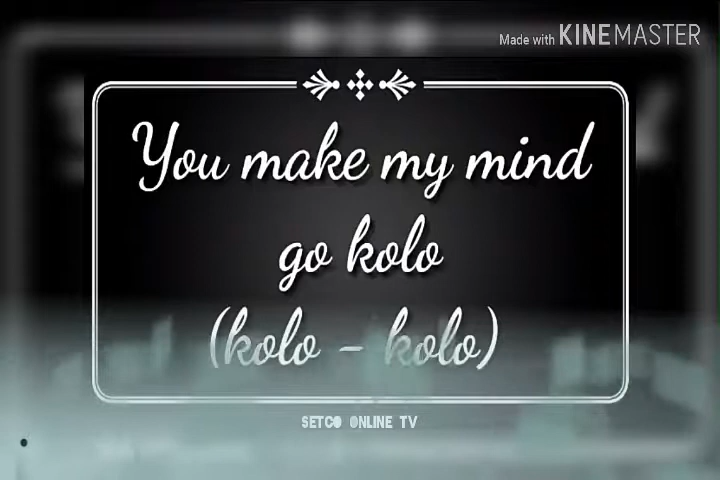 Made with KINEMASTER
You make my mind
go kolo
(kolo - kolo)
SETCO ONLINE TV